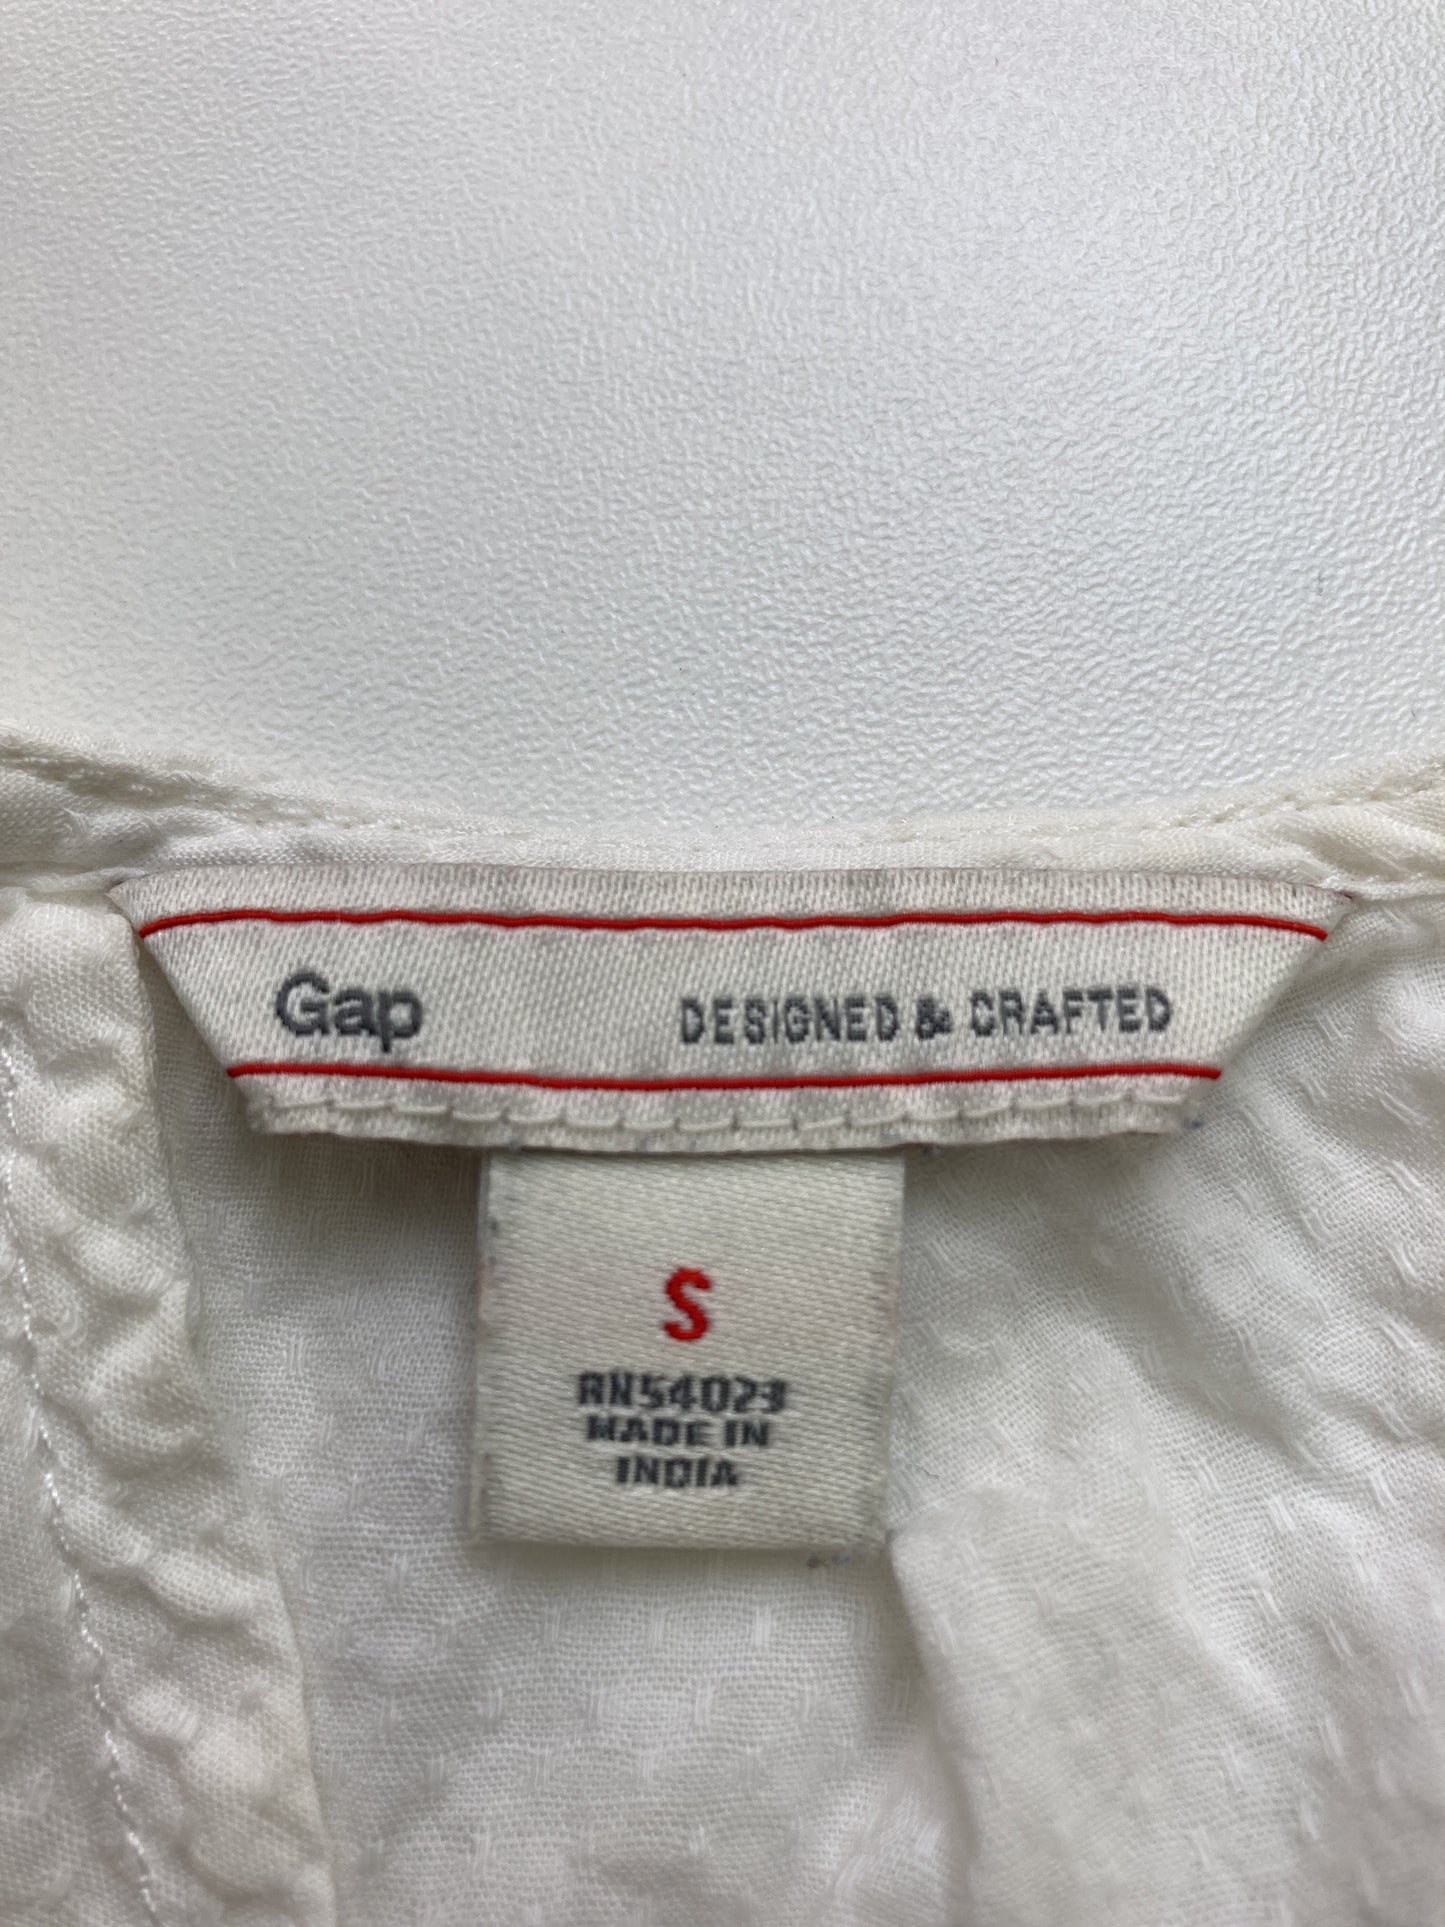 Gap
DESIGNED & CRAFTED
S
RN54023
MADE IN
INDIA